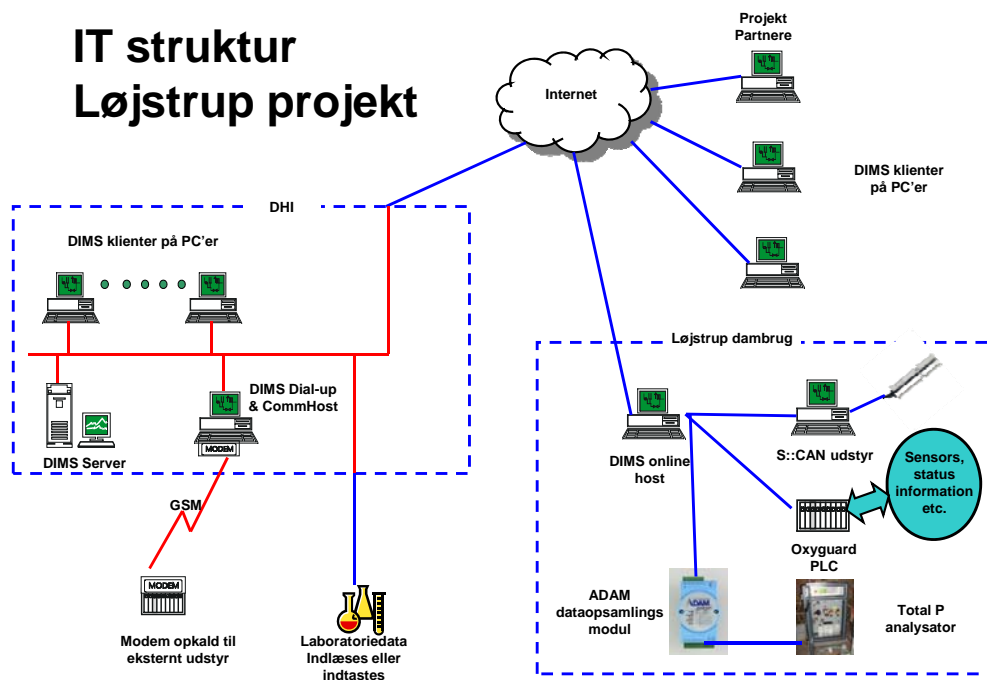 IT struktur
Løjstrup projekt
Projekt
Partnere
Internet
DIMS klienter
på PC'er
DHI
DIMS klienter på PC'er
DIMS Dial-up
& CommHost
MODEM
DIMS Server
GSM
MODEM
Modem opkald til
eksternt udstyr
Laboratoriedata
Indlæses eller
indtastes
Løjstrup dambrug
DIMS online
host
S::CAN udstyr
Sensors,
status
information
etc.
Oxyguard
PLC
ADAM
dataopsamlings
modul
ADAM
Total P
analysator